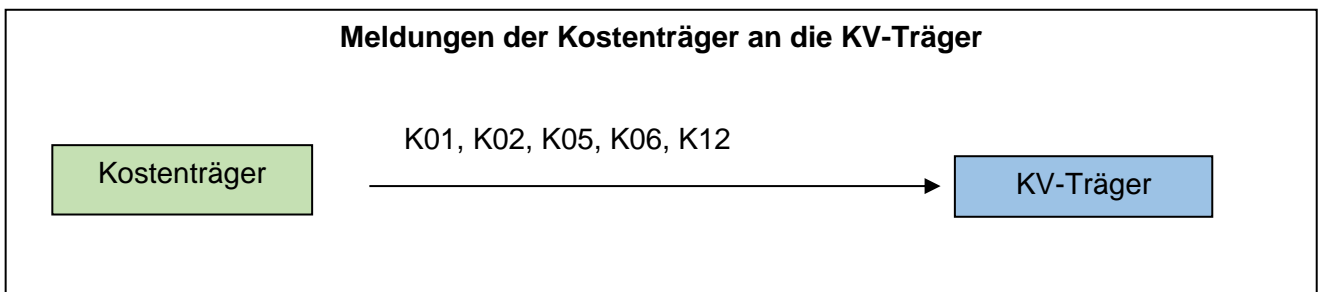 Meldungen der Kostenträger an die KV-Träger
K01, K02, K05, K06, K12
Kostenträger
KV-Träger